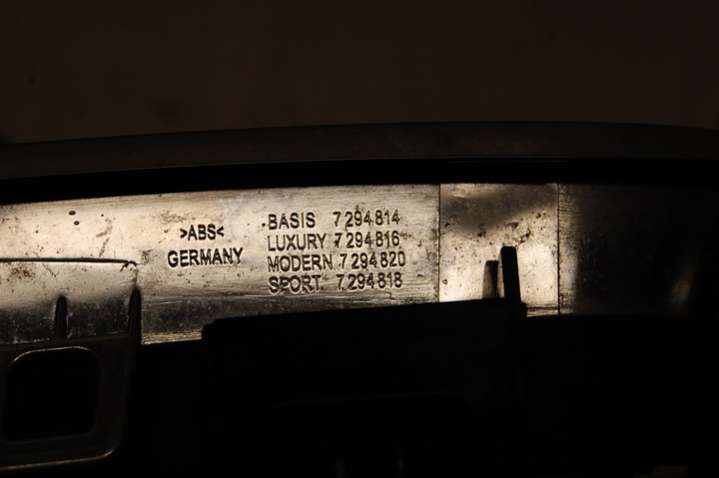 >ABS<
GERMANY
BASIS 7 294 814
LUXURY 7 294 816
MODERN 7 294 820
SPORT 7 294 818